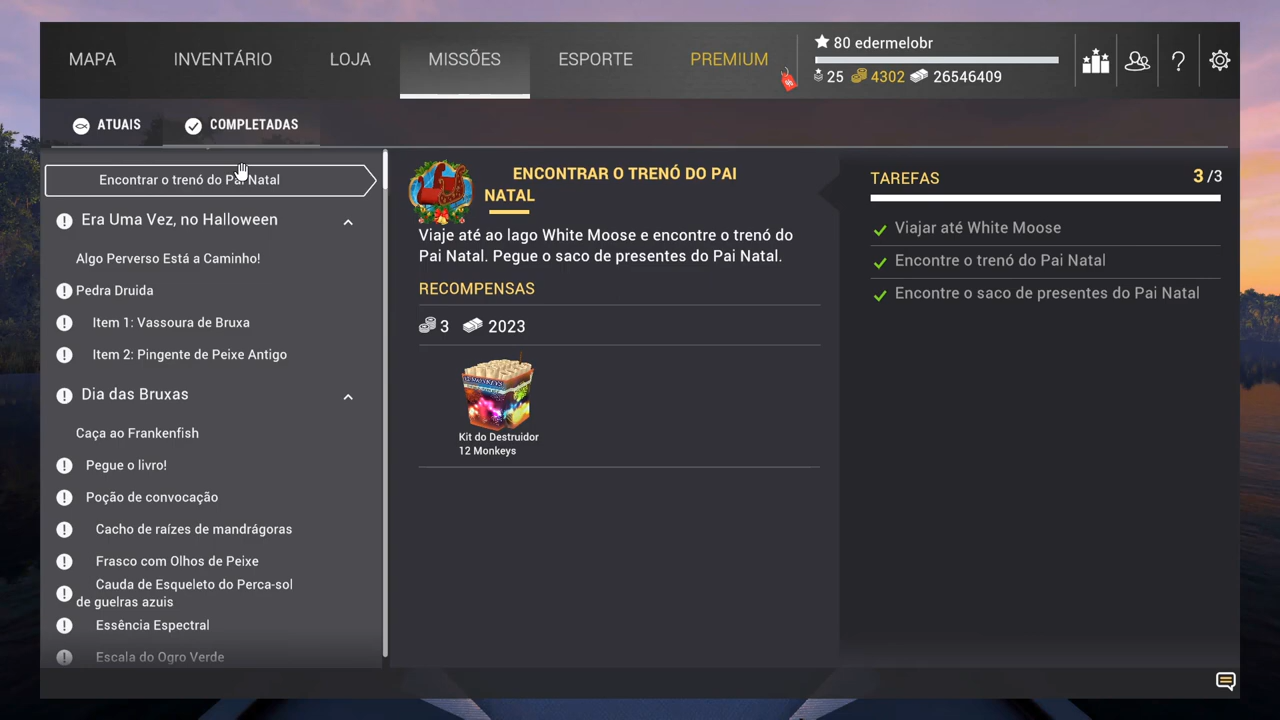 MAPA
INVENTÁRIO
LOJA
MISSÕES
ESPORTE
PREMIUM
80 edermelobr
25 4302 26546409
ATUAIS
COMPLETADAS
Encontrar o trenó do Pai Natal
Era Uma Vez, no Halloween
Algo Perverso Está a Caminho!
Pedra Druida
Item 1: Vassoura de Bruxa
Item 2: Pingente de Peixe Antigo
Dia das Bruxas
Caça ao Frankenfish
Pegue o livro!
Poção de convocação
Cacho de raízes de mandrágoras
Frasco com Olhos de Peixe
Cauda de Esqueleto do Perca-sol
de guelras azuis
Essência Espectral
Escala do Ogro Verde
ENCONTRAR O TRENÓ DO PAI
NATAL
Viaje até ao lago White Moose e encontre o trenó do
Pai Natal. Pegue o saco de presentes do Pai Natal.
RECOMPENSAS
3 2023
Kit do Destruidor
12 Monkeys
TAREFAS
3 /3
Viajar até White Moose
Encontre o trenó do Pai Natal
Encontre o saco de presentes do Pai Natal